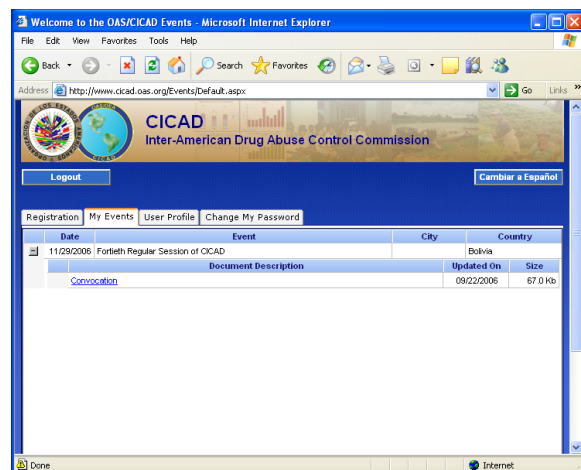 Welcome to the OAS/CICAD Events - Microsoft Internet Explorer
File Edit View Favorites Tools Help
Back Search Favorites
Address http://www.cicad.oas.org/Events/Default.aspx Go Links »
CICAD
Inter-American Drug Abuse Control Commission
Logout Cambiar a Español
Registration My Events User Profile Change My Password
Date Event City Country
11/29/2006 Fortieth Regular Session of CICAD Bolivia
Document Description Updated On Size
Convocation 09/22/2006 67.0 Kb
Done Internet